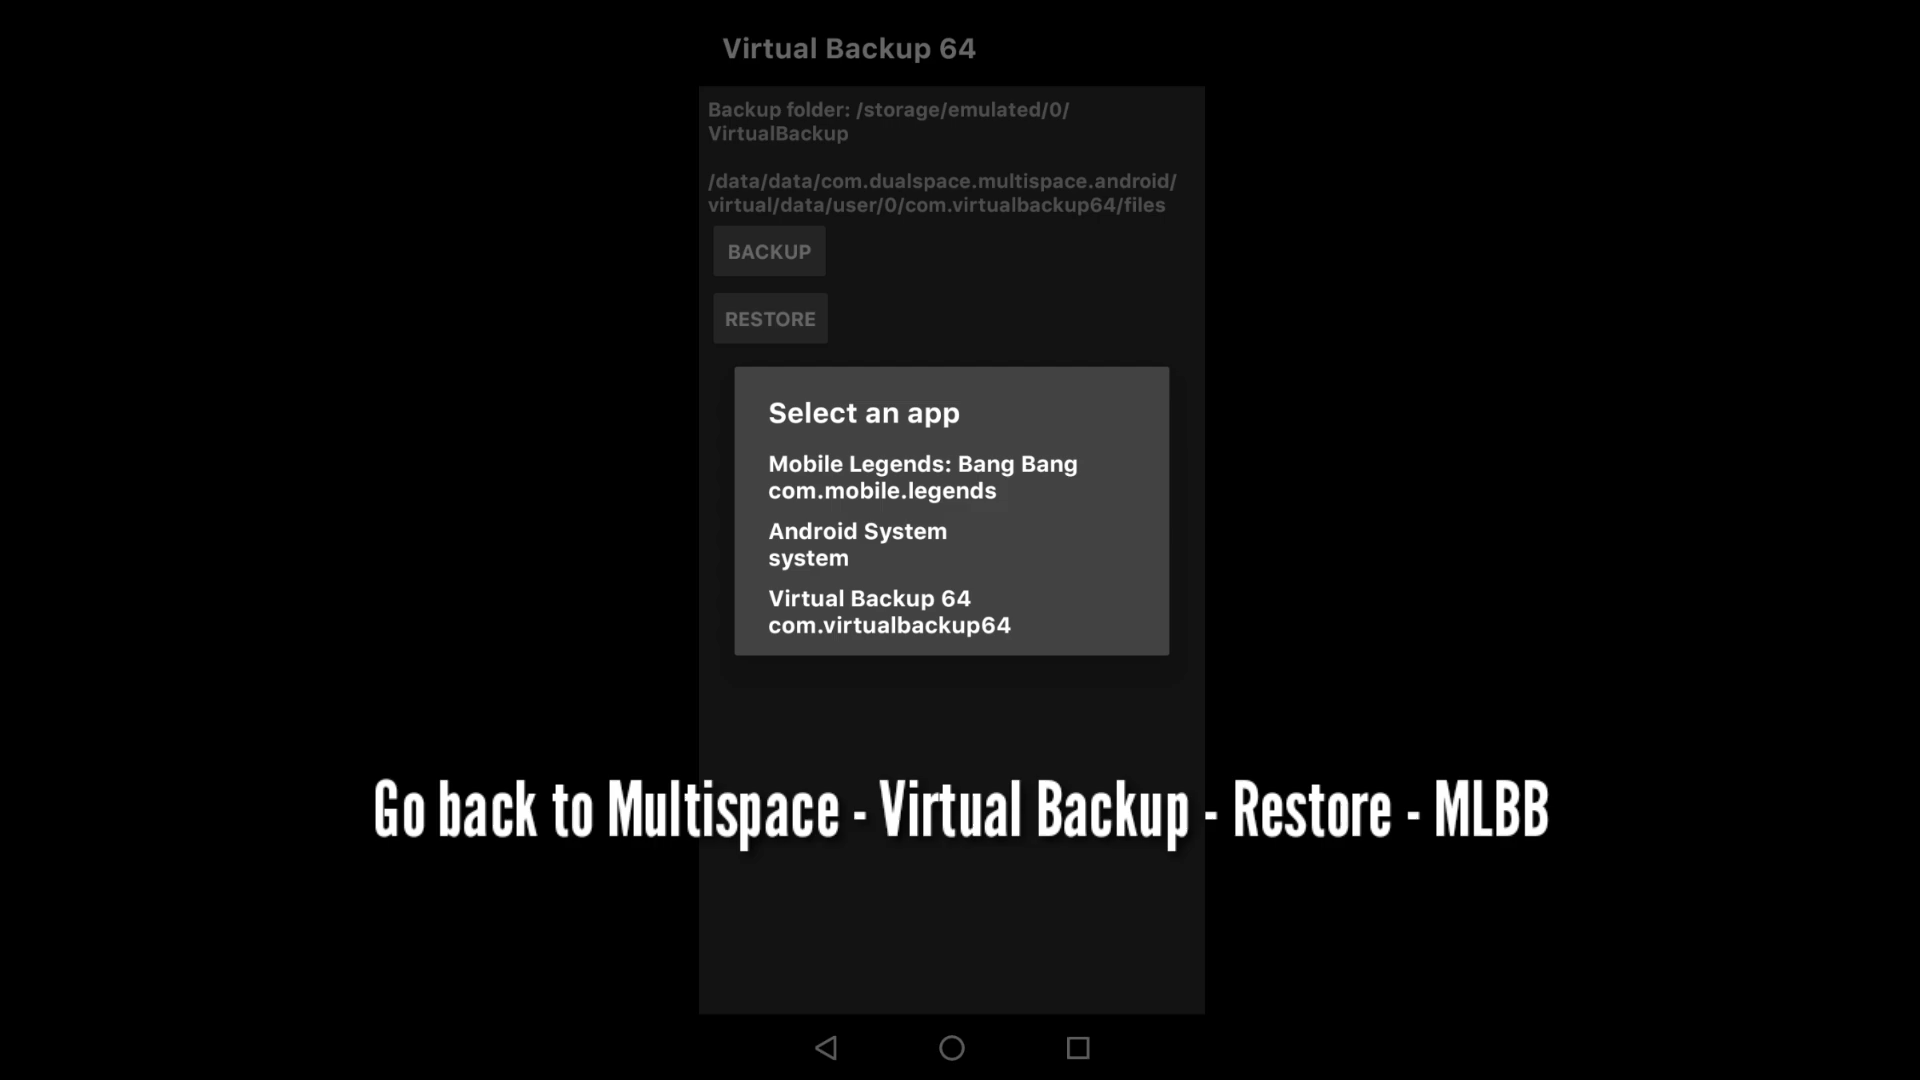 Virtual Backup 64
Backup folder: /storage/emulated/0/
VirtualBackup
/data/data/com.dualspace.multispace.android/
virtual/data/user/0/com.virtualbackup64/files
BACKUP
RESTORE
Select an app
Mobile Legends: Bang Bang
com.mobile.legends
Android System
system
Virtual Backup 64
com.virtualbackup64
Go back to Multispace - Virtual Backup - Restore - MLBB